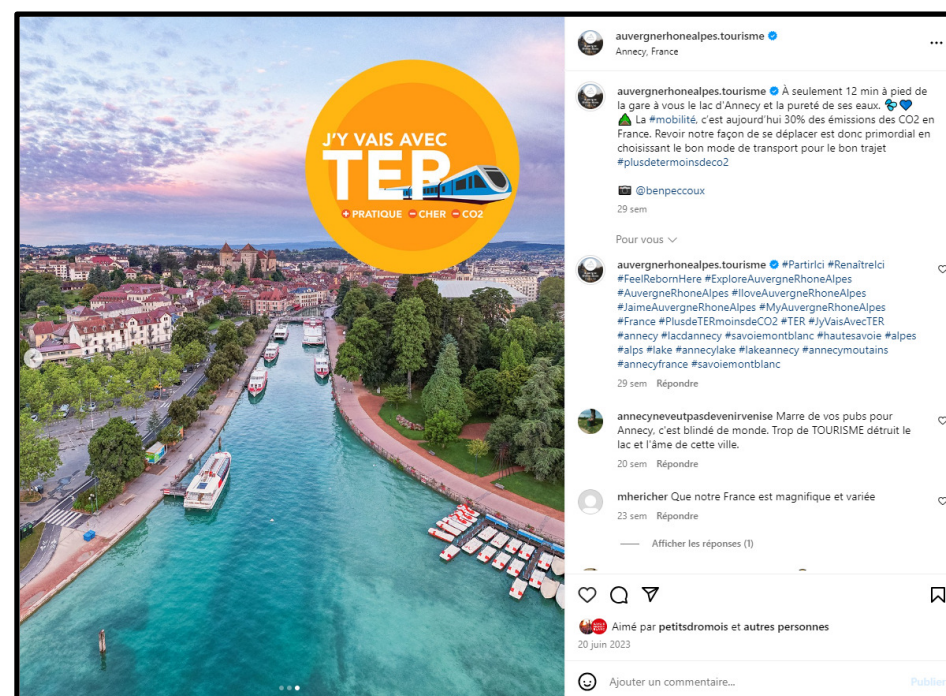 J'Y VAIS AVEC
TER
+ PRATIQUE - CHER - CO2
auvergnerhonealpes.tourisme
Annecy, France
auvergnerhonealpes.tourisme À seulement 12 min à pied de
la gare à vous le lac d'Annecy et la pureté de ses eaux.
La #mobilité, c'est aujourd'hui 30% des émissions des CO2 en
France. Revoir notre façon de se déplacer est donc primordial en
choisissant le bon mode de transport pour le bon trajet
#plusdetermoinsdeco2
@benpeccoux
29 sem
Pour vous
auvergnerhonealpes.tourisme #PartirIci #RenaîtreIci
#FeelRebornHere #ExploreAuvergneRhoneAlpes
#AuvergneRhoneAlpes #IloveAuvergneRhoneAlpes
#JaimeAuvergneRhoneAlpes #MyAuvergneRhoneAlpes
#France #PlusdeTERmoinsdeCO2 #TER #JyVaisAvecTER
#annecy #lacdannecy #savoiemontblanc #hautesavoie #alpes
#alps #lake #annecylake #lakeannecy #annecymoutains
#annecyfrance #savoiemontblanc
29 sem Répondre
annecyneveutpasdevenirvenise Marre de vos pubs pour
Annecy, c'est blindé de monde. Trop de TOURISME détruit le
lac et l'âme de cette ville.
20 sem Répondre
mhericher Que notre France est magnifique et variée
23 sem Répondre
Afficher les réponses (1)
Aimé par petitsdromois et autres personnes
20 juin 2023
Ajouter un commentaire...
Publier